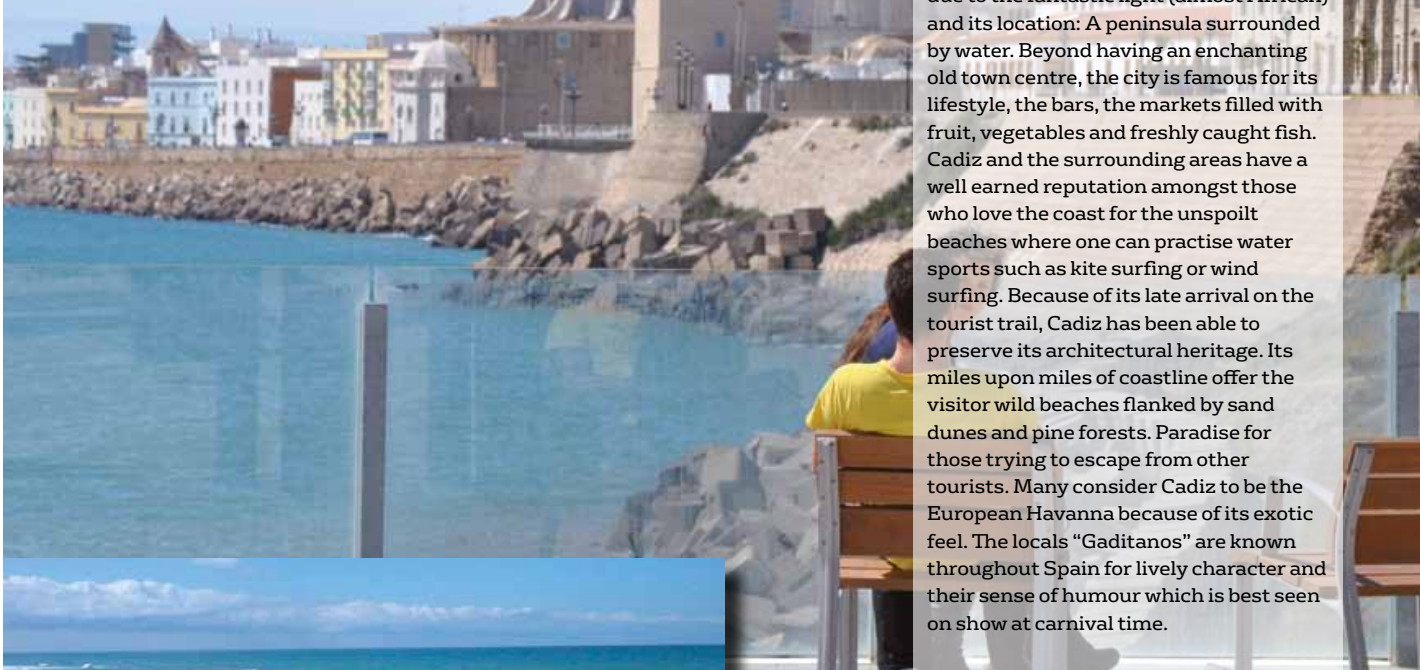 and its location: A peninsula surrounded
by water. Beyond having an enchanting
old town centre, the city is famous for its
lifestyle, the bars, the markets filled with
fruit, vegetables and freshly caught fish.
Cadiz and the surrounding areas have a
well earned reputation amongst those
who love the coast for the unspoilt
beaches where one can practise water
sports such as kite surfing or wind
surfing. Because of its late arrival on the
tourist trail, Cadiz has been able to
preserve its architectural heritage. Its
miles upon miles of coastline offer the
visitor wild beaches flanked by sand
dunes and pine forests. Paradise for
those trying to escape from other
tourists. Many consider Cadiz to be the
European Havanna because of its exotic
feel. The locals “Gaditanos” are known
throughout Spain for lively character and
their sense of humour which is best seen
on show at carnival time.